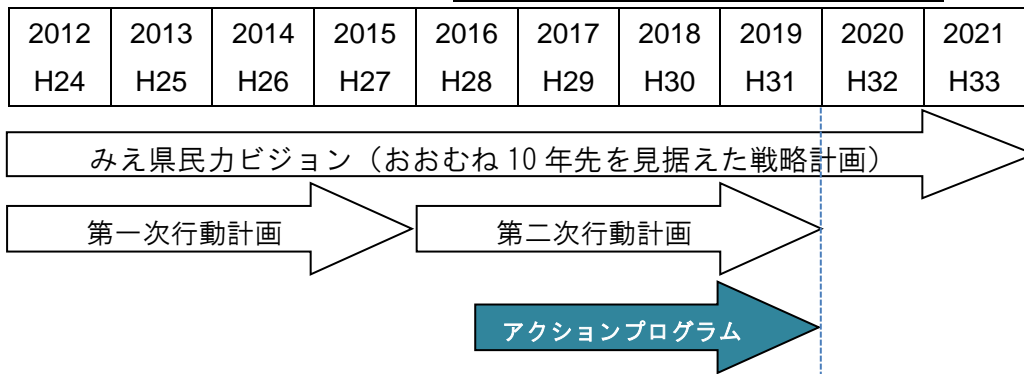 2012 2013 2014 2015 2016 2017 2018 2019 2020 2021
H24 H25 H26 H27 H28 H29 H30 H31 H32 H33
みえ県民力ビジョン（おおむね 10 年先を見据えた戦略計画）
第一次行動計画 第二次行動計画
アクションプログラム